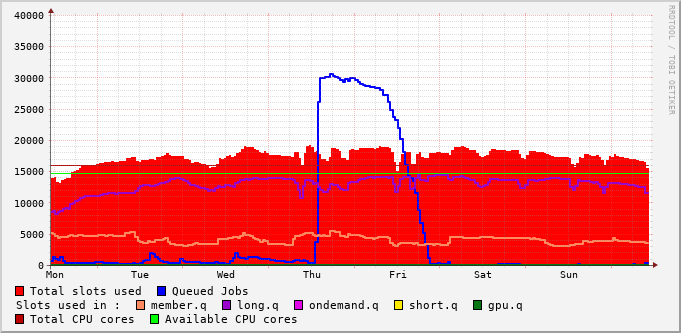 40000
35000
30000
25000
20000
15000
10000
5000
0
Mon Tue Wed Thu Fri Sat Sun
RRDTOOL / TOBI OETIKER
Total slots used Queued Jobs
Slots used in : member.q long.q ondemand.q short.q gpu.q
Total CPU cores Available CPU cores